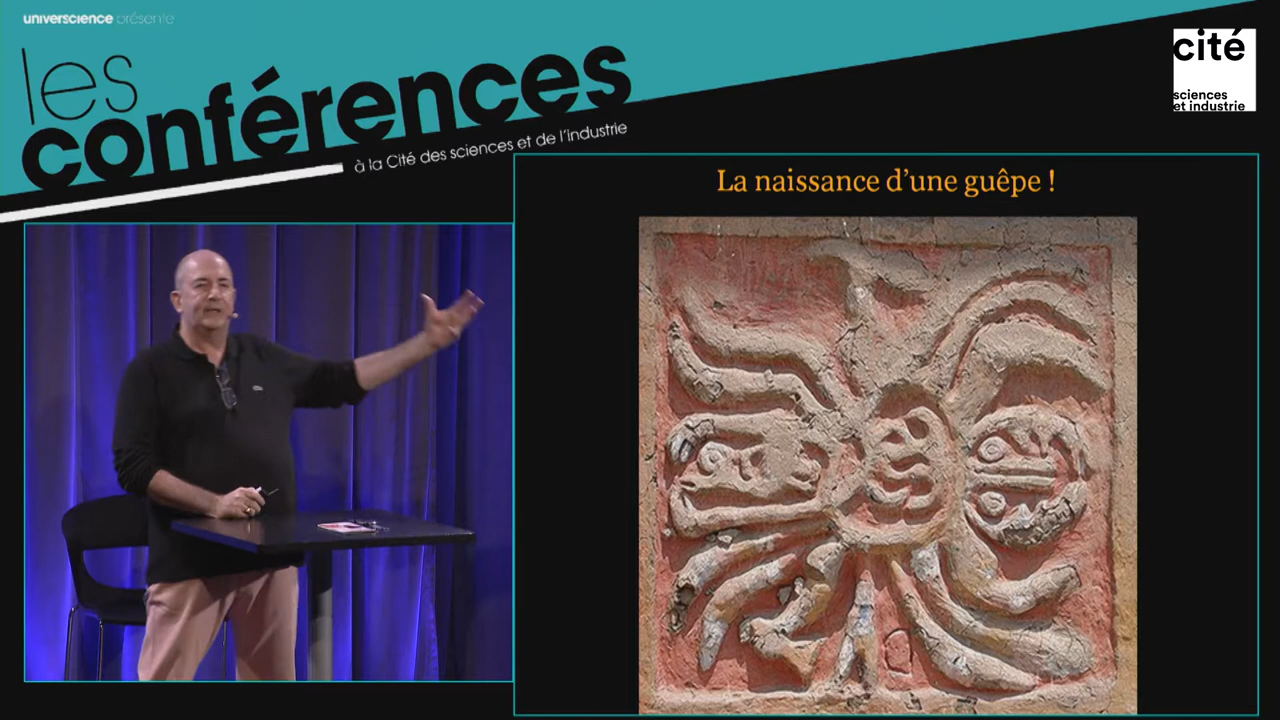 universcience présente
les
conférences
à la Cité des sciences et de l'industrie
cité
sciences
et industrie
La naissance d’une guêpe !